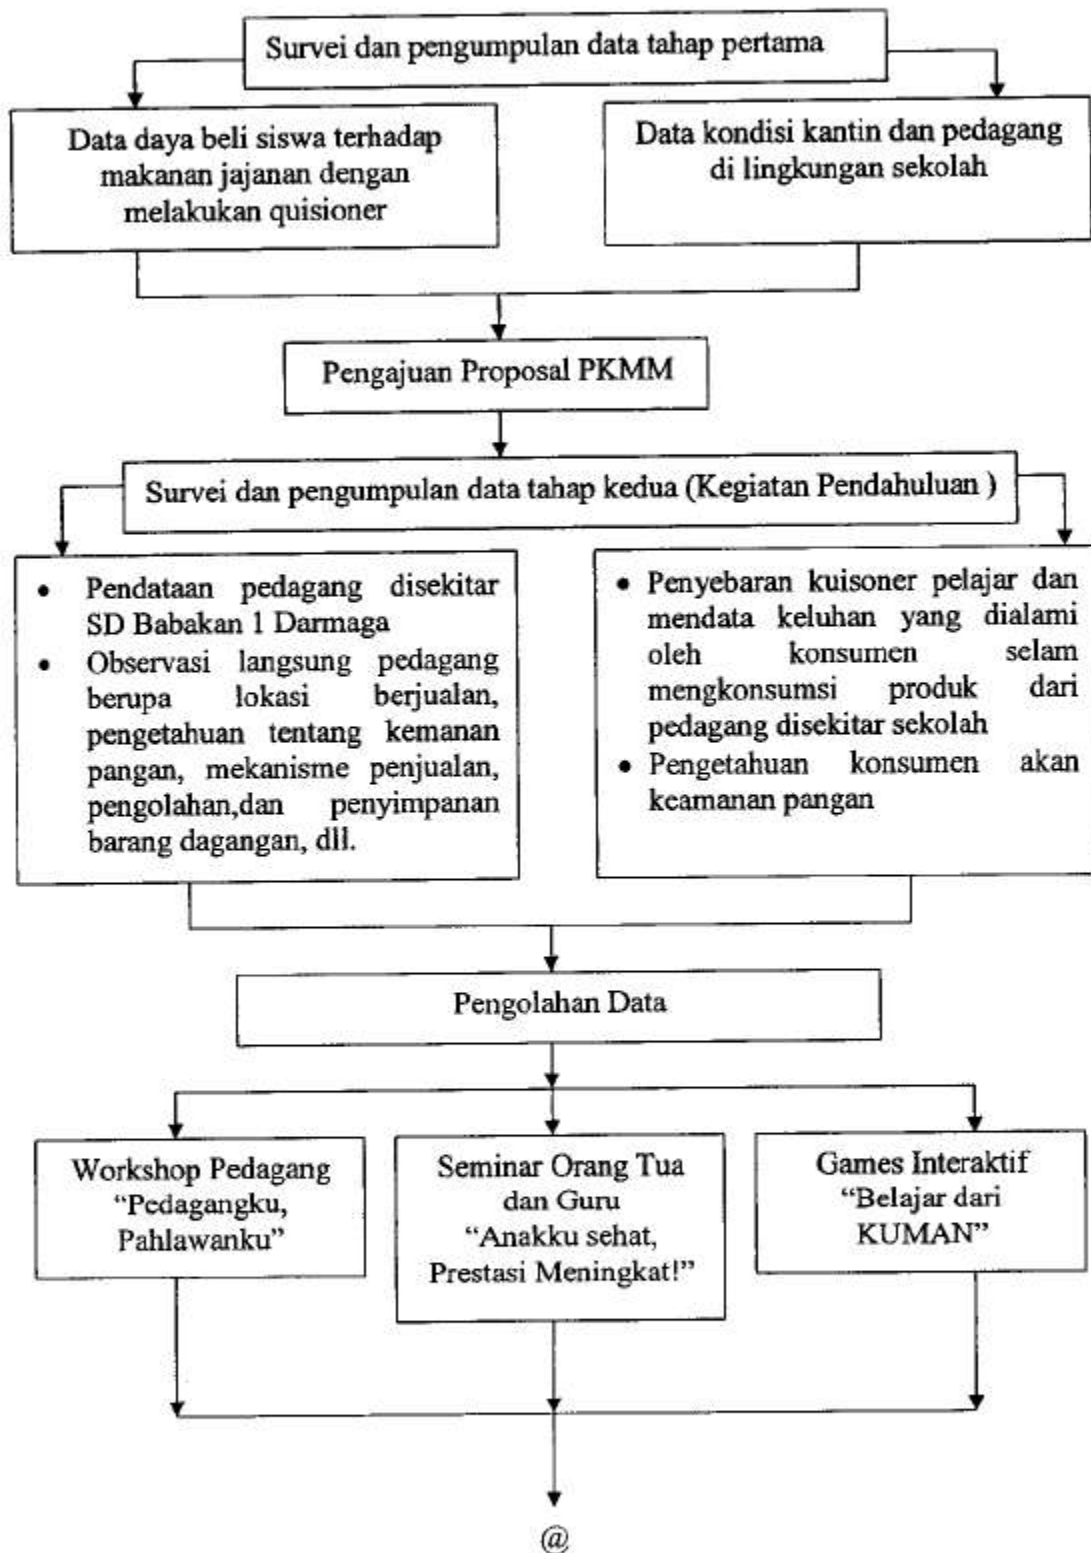 Survei dan pengumpulan data tahap pertama
Data daya beli siswa terhadap
makanan jajanan dengan
melakukan quisioner
Data kondisi kantin dan pedagang
di lingkungan sekolah
Pengajuan Proposal PKMM
Survei dan pengumpulan data tahap kedua (Kegiatan Pendahuluan )
• Pendataan pedagang disekitar
SD Babakan 1 Darmaga
• Observasi langsung pedagang
berupa lokasi berjualan,
pengetahuan tentang kemanan
pangan, mekanisme penjualan,
pengolahan,dan penyimpanan
barang dagangan, dll.
• Penyebaran kuisoner pelajar dan
mendata keluhan yang dialami
oleh konsumen selam
mengkonsumsi produk dari
pedagang disekitar sekolah
• Pengetahuan konsumen akan
keamanan pangan
Pengolahan Data
Workshop Pedagang
“Pedagangku,
Pahlawanku”
Seminar Orang Tua
dan Guru
“Anakku sehat,
Prestasi Meningkat!”
Games Interaktif
“Belajar dari
KUMAN”
@